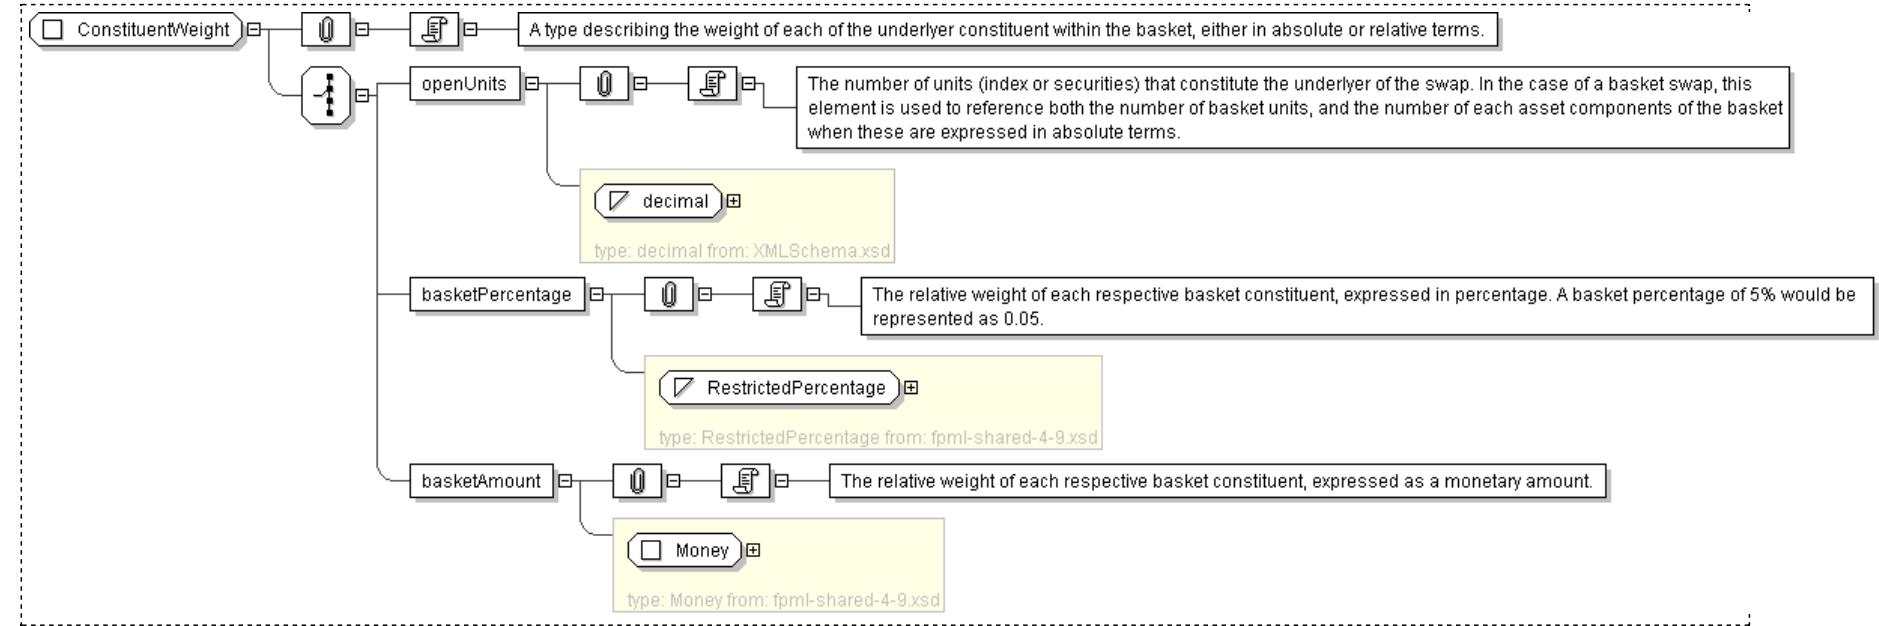 ConstituentWeight
A type describing the weight of each of the underlyer constituent within the basket, either in absolute or relative terms.
openUnits
The number of units (index or securities) that constitute the underlyer of the swap. In the case of a basket swap, this
element is used to reference both the number of basket units, and the number of each asset components of the basket
when these are expressed in absolute terms.
decimal
type: decimal from: XMLSchema.xsd
basketPercentage
The relative weight of each respective basket constituent, expressed in percentage. A basket percentage of 5% would be
represented as 0.05.
RestrictedPercentage
type: RestrictedPercentage from: fpml-shared-4-9.xsd
basketAmount
The relative weight of each respective basket constituent, expressed as a monetary amount.
Money
type: Money from: fpml-shared-4-9.xsd